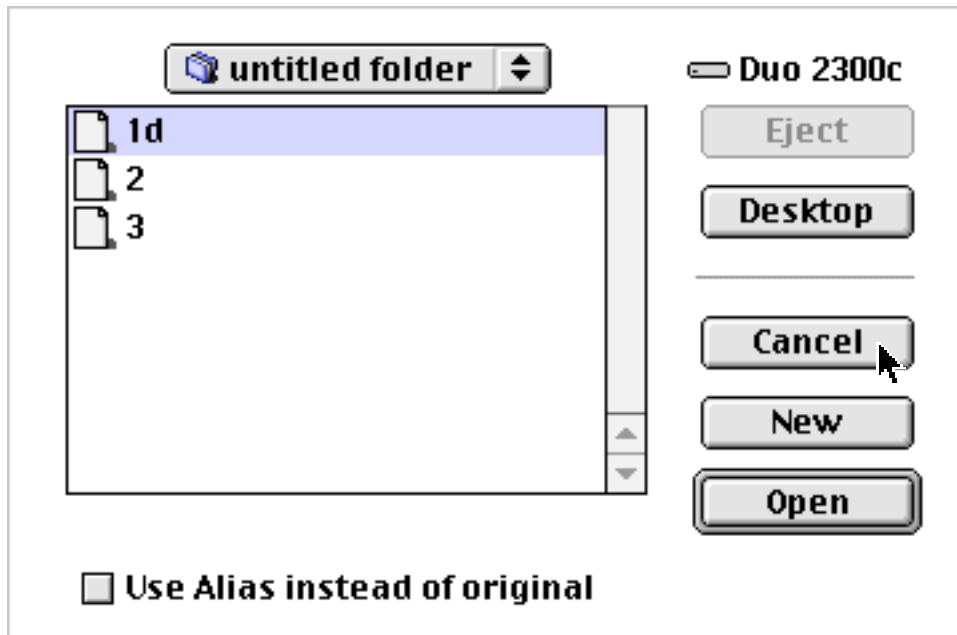 untitled folder
Duo 2300c
1d
2
3
Eject
Desktop
Cancel
New
Open
Use Alias instead of original